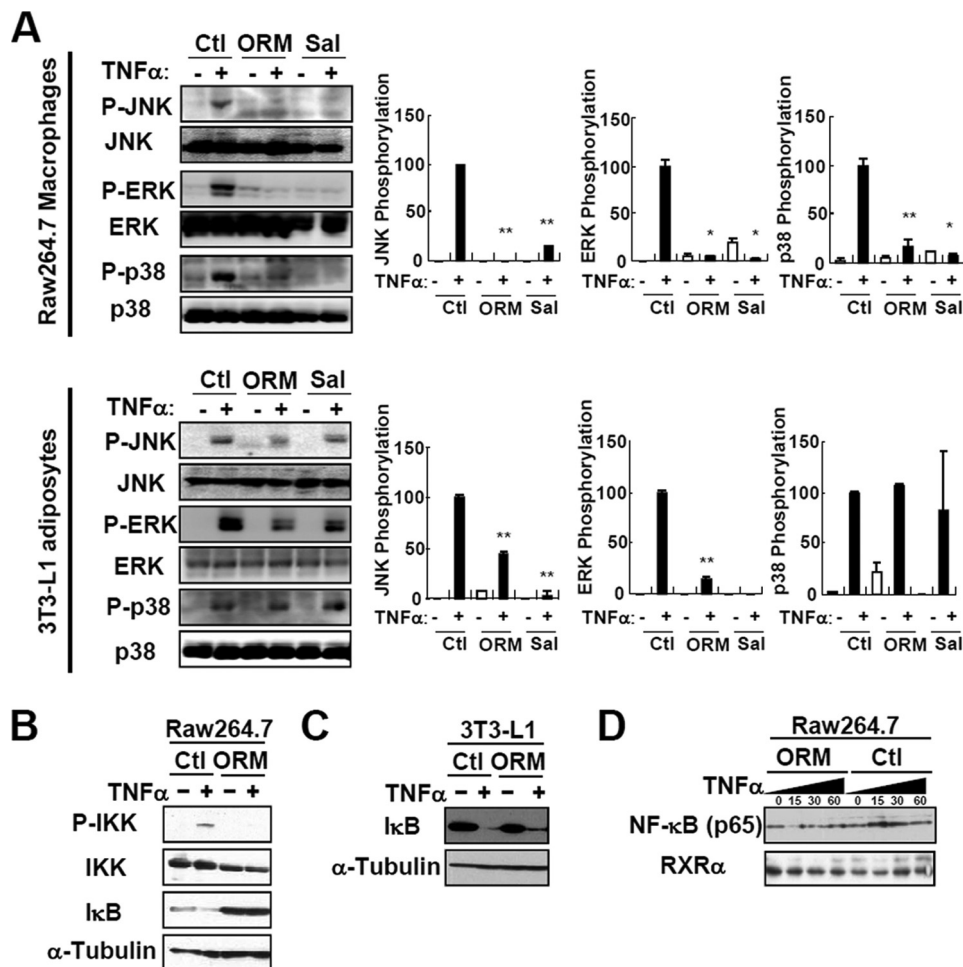 A
Raw264.7 Macrophages
Ctl ORM Sal
TNFα: - + - + - +
P-JNK
JNK
P-ERK
ERK
P-p38
p38
JNK Phosphorylation
150
100
50
0
** **
TNFα: - + - + - +
Ctl ORM Sal
ERK Phosphorylation
150
100
50
0
* *
TNFα: - + - + - +
Ctl ORM Sal
p38 Phosphorylation
150
100
50
0
** *
TNFα: - + - + - +
Ctl ORM Sal
3T3-L1 adiposytes
Ctl ORM Sal
TNFα: - + - + - +
P-JNK
JNK
P-ERK
ERK
P-p38
p38
JNK Phosphorylation
150
100
50
0
** **
TNFα: - + - + - +
Ctl ORM Sal
ERK Phosphorylation
150
100
50
0
**
TNFα: - + - + - +
Ctl ORM Sal
p38 Phosphorylation
150
100
50
0
TNFα: - + - + - +
Ctl ORM Sal
B
Raw264.7
Ctl ORM
TNFα − + − +
P-IKK
IKK
IκB
α-Tubulin
C
3T3-L1
Ctl ORM
TNFα − + − +
IκB
α-Tubulin
D
Raw264.7
ORM Ctl
TNFα
0 15 30 60 0 15 30 60
NF-κB (p65)
RXRα